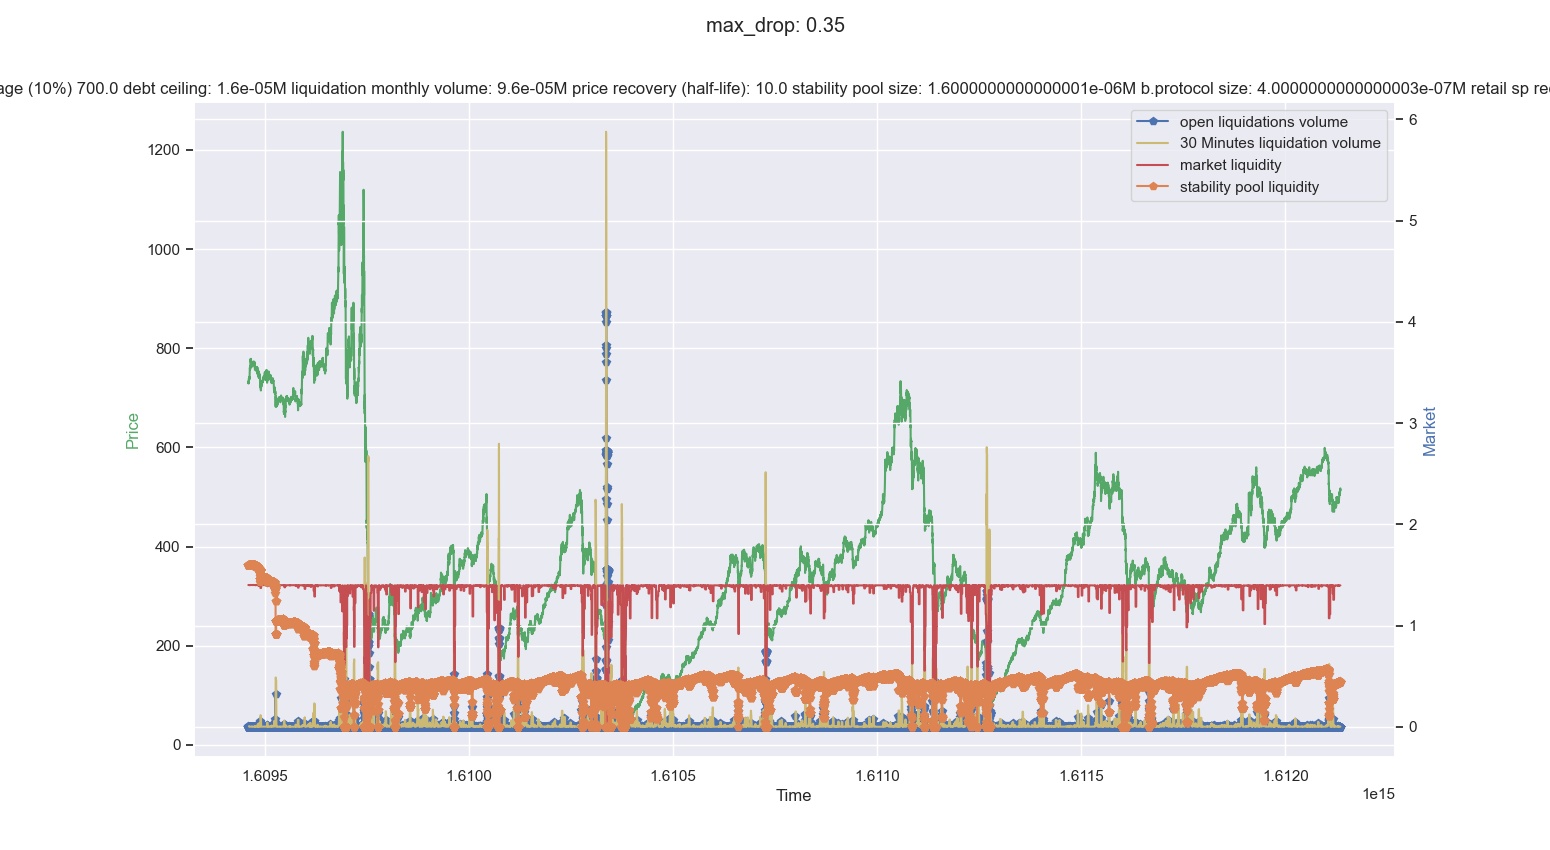 max_drop: 0.35
(10%) 700.0 debt ceiling: 1.6e-05M liquidation monthly volume: 9.6e-05M price recovery (half-life): 10.0 stability pool size: 1.6000000000000001e-06M b.protocol size: 4.0000000000000003e-07M retail sp
open liquidations volume
30 Minutes liquidation volume
market liquidity
stability pool liquidity
1200
1000
800
600
400
200
0
Price
6
5
4
3
2
1
0
Market
1.6095 1.6100 1.6105 1.6110 1.6115 1.6120
Time
1e15